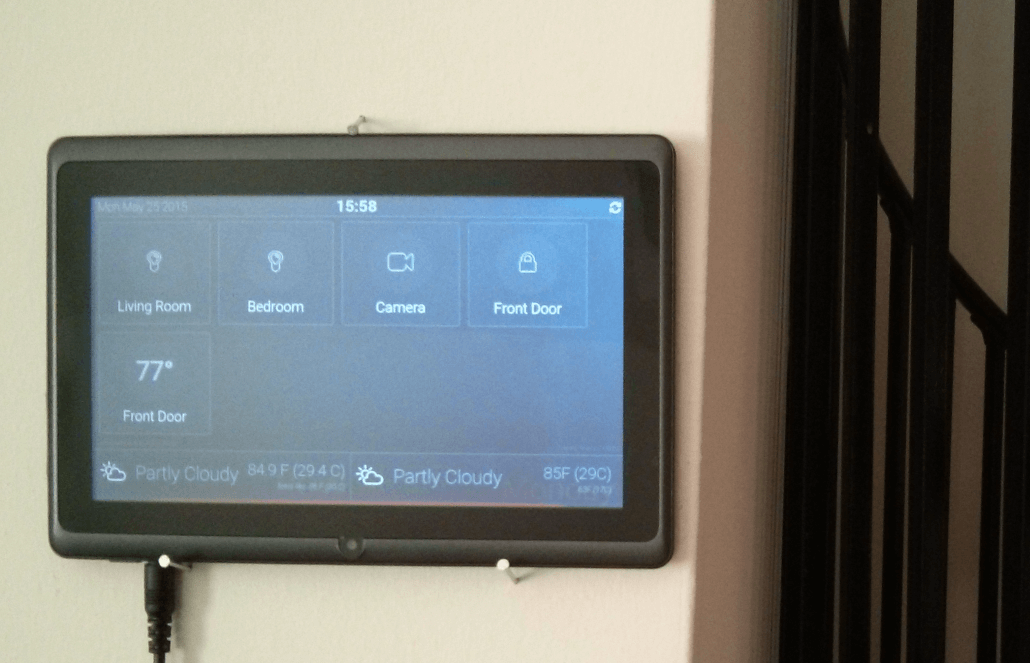 Mon May 25 2015
15:58
Living Room
Bedroom
Camera
Front Door
77°
Front Door
Partly Cloudy
84 9 F (29 4 C)
Partly Cloudy
85F (29C)